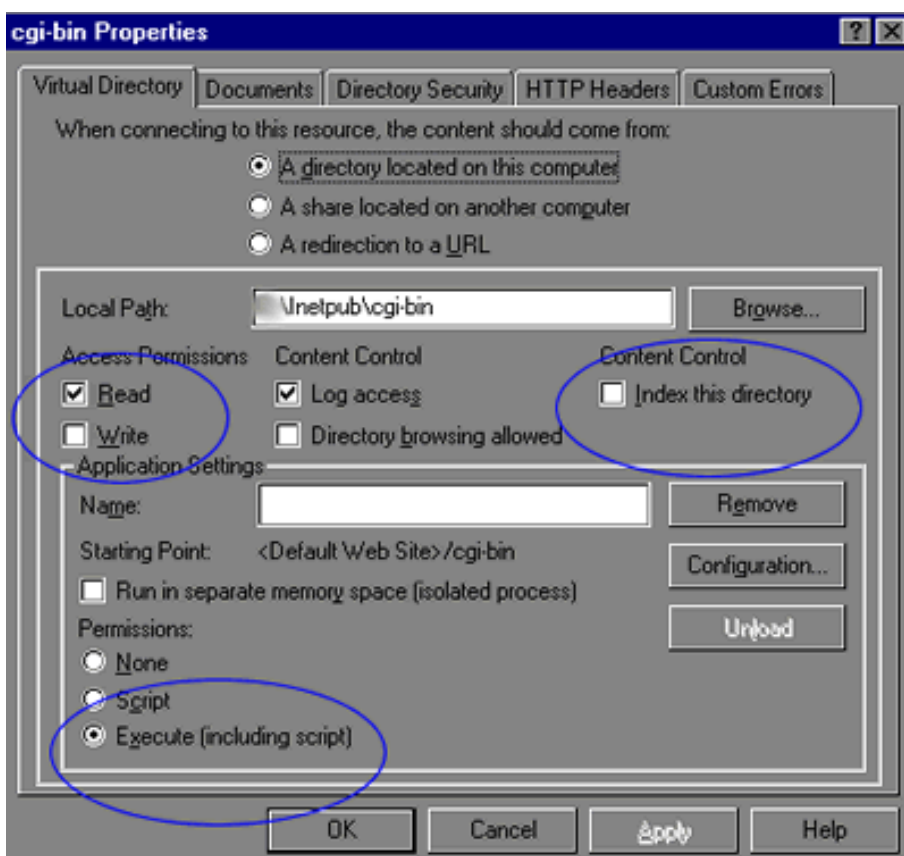 cgi-bin Properties
Virtual Directory Documents Directory Security HTTP Headers Custom Errors
When connecting to this resource, the content should come from:
A directory located on this computer
A share located on another computer
A redirection to a URL
Local Path: \Inetpub\cgi-bin Browse...
Access Permissions Content Control Content Control
Read Log access Index this directory
Write Directory browsing allowed
Application Settings
Name: Remove
Starting Point: <Default Web Site>/cgi-bin Configuration...
Run in separate memory space (isolated process)
Permissions: Unload
None
Script
Execute (including script)
OK Cancel Apply Help